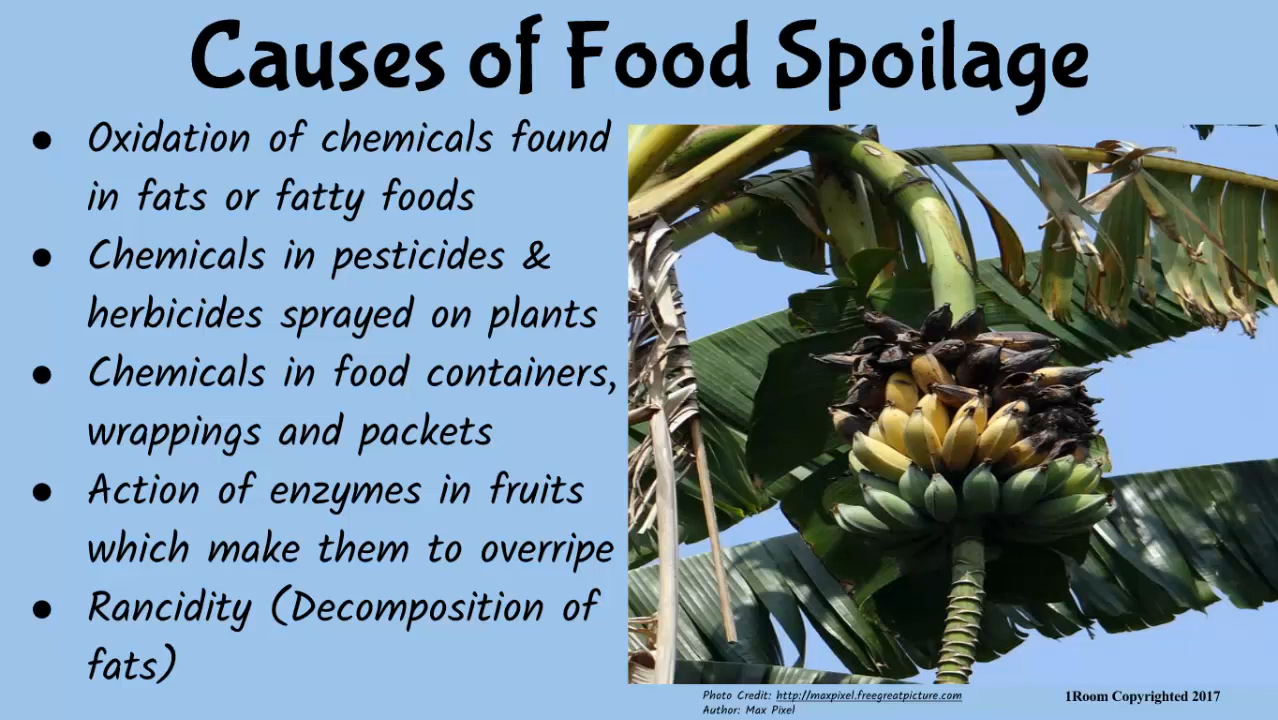 Causes of Food Spoilage
● Oxidation of chemicals found
in fats or fatty foods
● Chemicals in pesticides &
herbicides sprayed on plants
● Chemicals in food containers,
wrappings and packets
● Action of enzymes in fruits
which make them to overripe
● Rancidity (Decomposition of
fats)
Photo Credit: http://maxpixel.freegreatpicture.com
Author: Max Pixel
1Room Copyrighted 2017